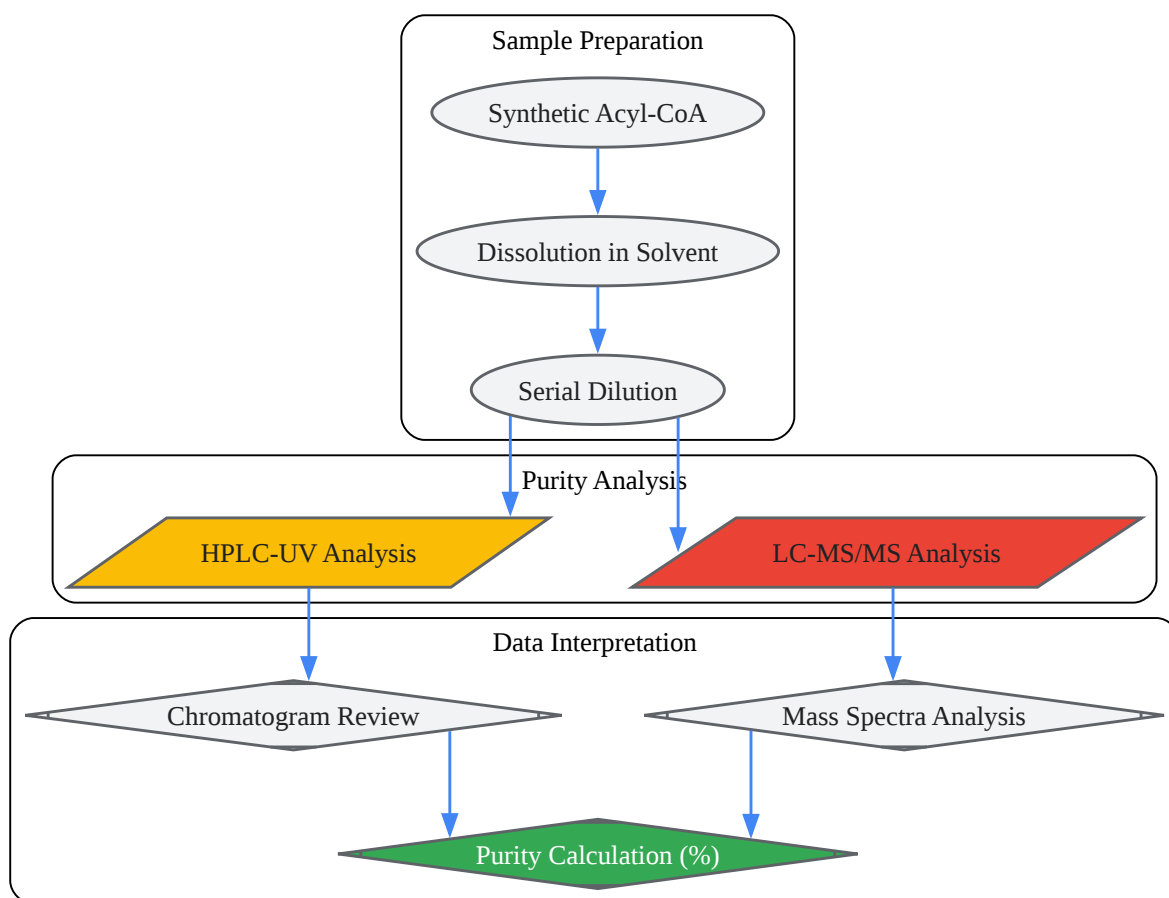 Sample Preparation
Synthetic Acyl-CoA
Dissolution in Solvent
Serial Dilution
Purity Analysis
HPLC-UV Analysis
LC-MS/MS Analysis
Data Interpretation
Chromatogram Review
Mass Spectra Analysis
Purity Calculation (%)